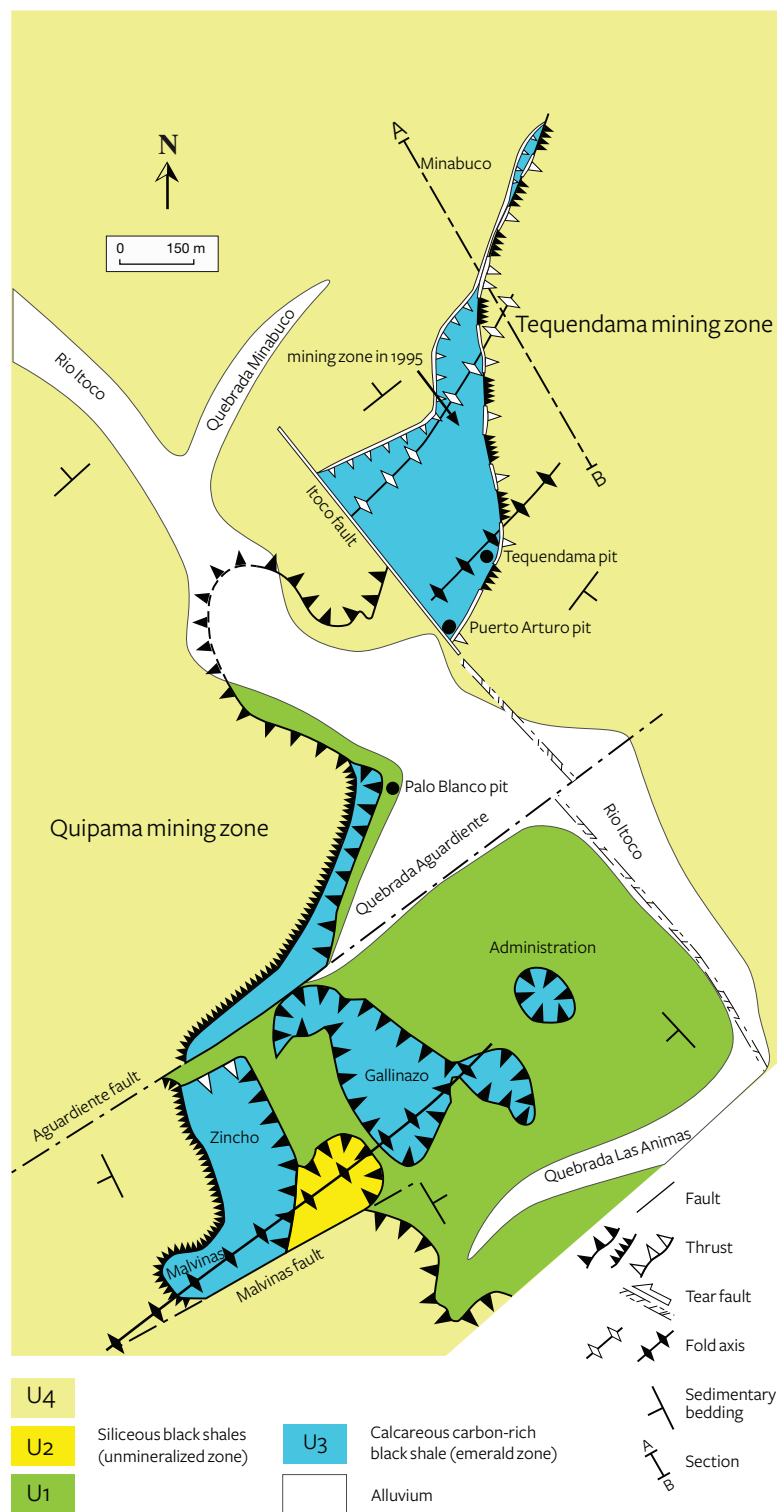 N
0 150 m
A
Minabuco
Tequendama mining zone
Rio Itoco
Quebrada Minabuco
mining zone in 1995
B
Itoco fault
Tequendama pit
Puerto Arturo pit
Palo Blanco pit
Quipama mining zone
Quebrada Aguardiente
Rio Itoco
Administration
Gallinazo
Aguardiente fault
Zincho
Quebrada Las Animas
Malvinas
Malvinas fault
Fault
Thrust
Tear fault
Fold axis
Sedimentary
bedding
A
B
Section
U4
U2
Siliceous black shales
(unmineralized zone)
U1
U3
Calcareous carbon-rich
black shale (emerald zone)
Alluvium